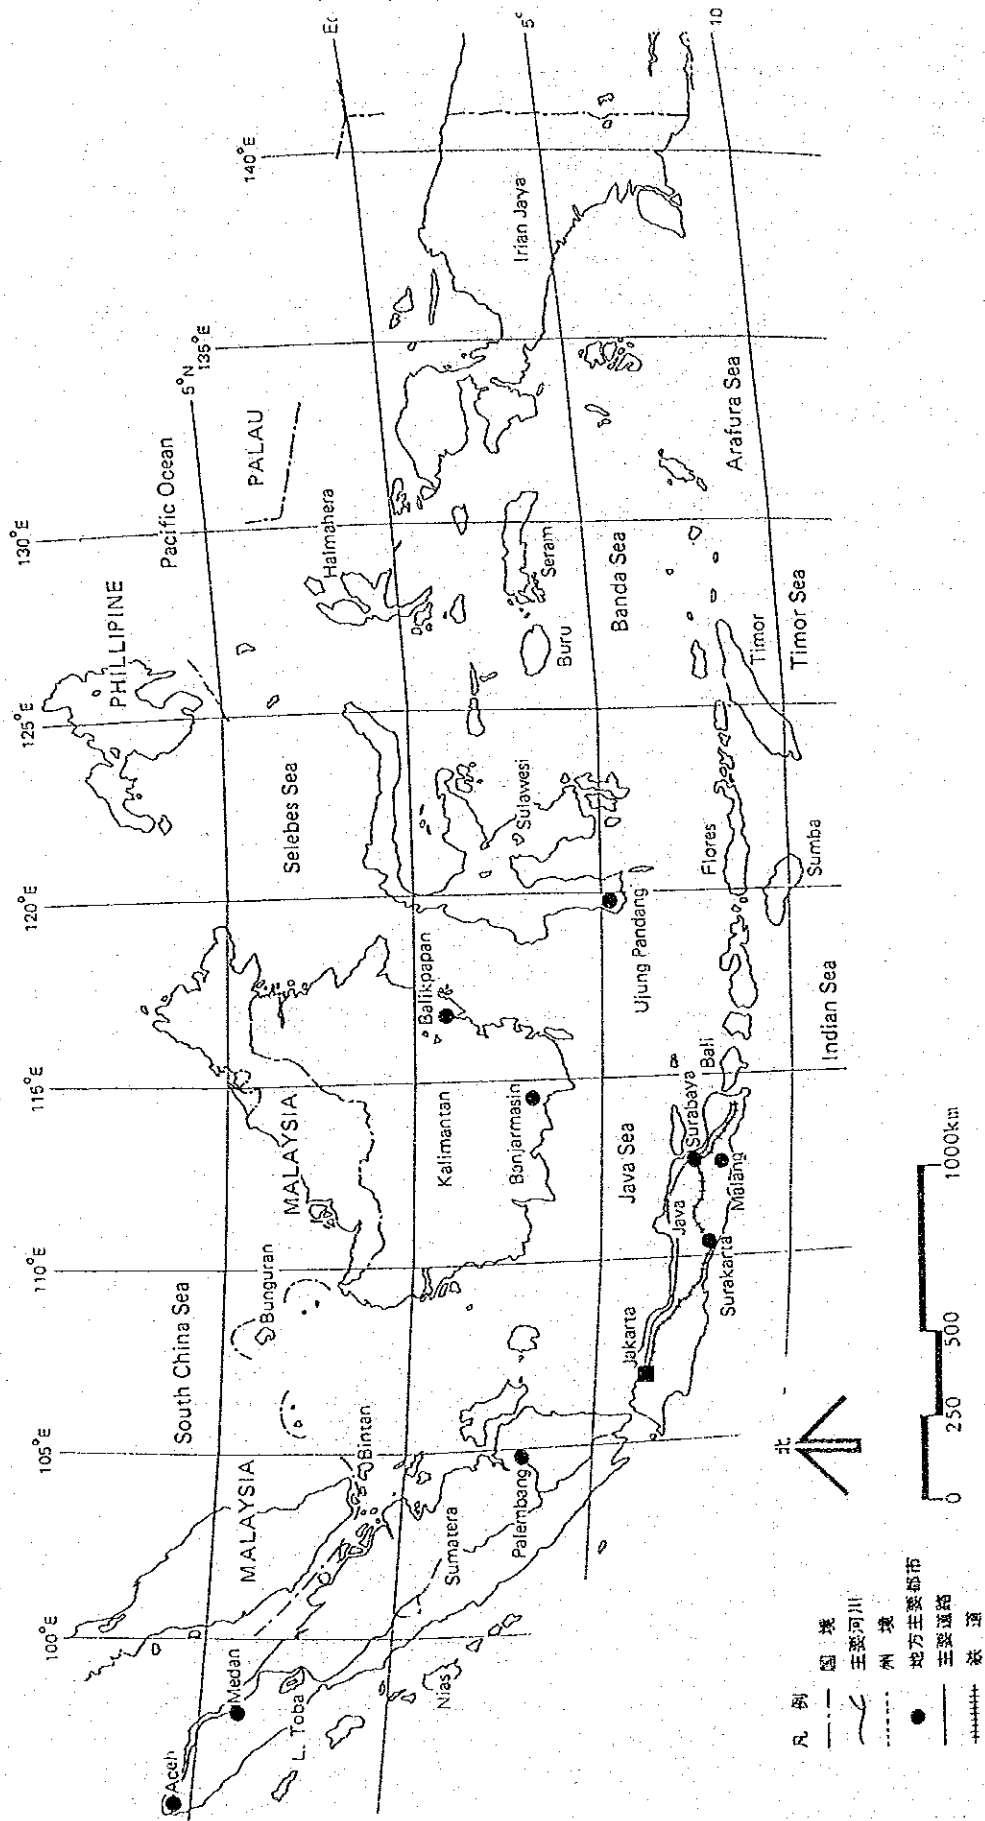 100°E
105°E
110°E
115°E
120°E
125°E
130°E
135°E
140°E
5°N
5°
10
South China Sea
Pacific Ocean
PHILLIPINE
PALAU
MALAYSIA
MALAYSIA
Aceh
Medan
L. Toba
Nias
Sumatera
Palembang
Bintan
Bunguran
Kalimantan
Balikpapan
Banjarmasin
Selebes Sea
Sulawesi
Ujung Pandang
Halmahera
Buru
Seram
Irian Jaya
Banda Sea
Arafura Sea
Timor Sea
Timor
Flores
Sumba
Java Sea
Jakarta
Java
Surakarta
Surabaya
Malang
Bali
Indian Sea
北
0
250
500
1000km
凡例
国境
主要河川
州境
地方主要都市
主要道路
鉄道